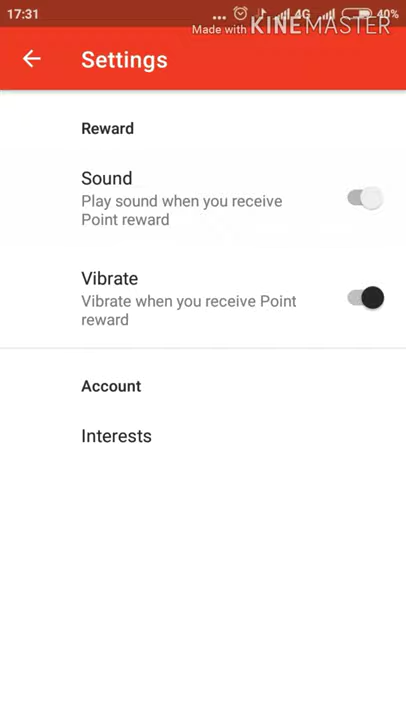 17:31 ... 4G 40%
Made with KINEMASTER
Settings
Reward
Sound
Play sound when you receive
Point reward
Vibrate
Vibrate when you receive Point
reward
Account
Interests